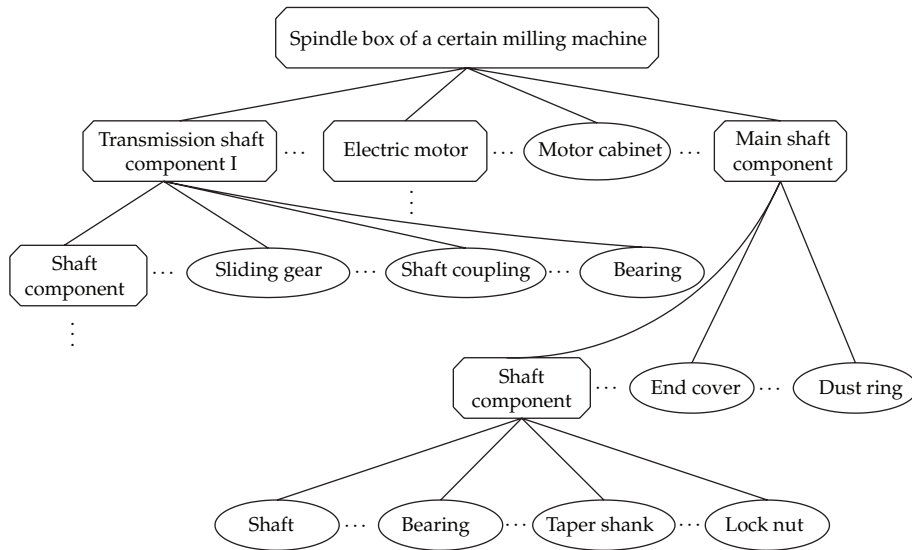 Spindle box of a certain milling machine
Transmission shaft
component I
...
Electric motor
...
Motor cabinet
...
Main shaft
component
Shaft
component
...
Sliding gear
...
Shaft coupling
...
Bearing
Shaft
component
...
End cover
...
Dust ring
Shaft
...
Bearing
...
Taper shank
...
Lock nut